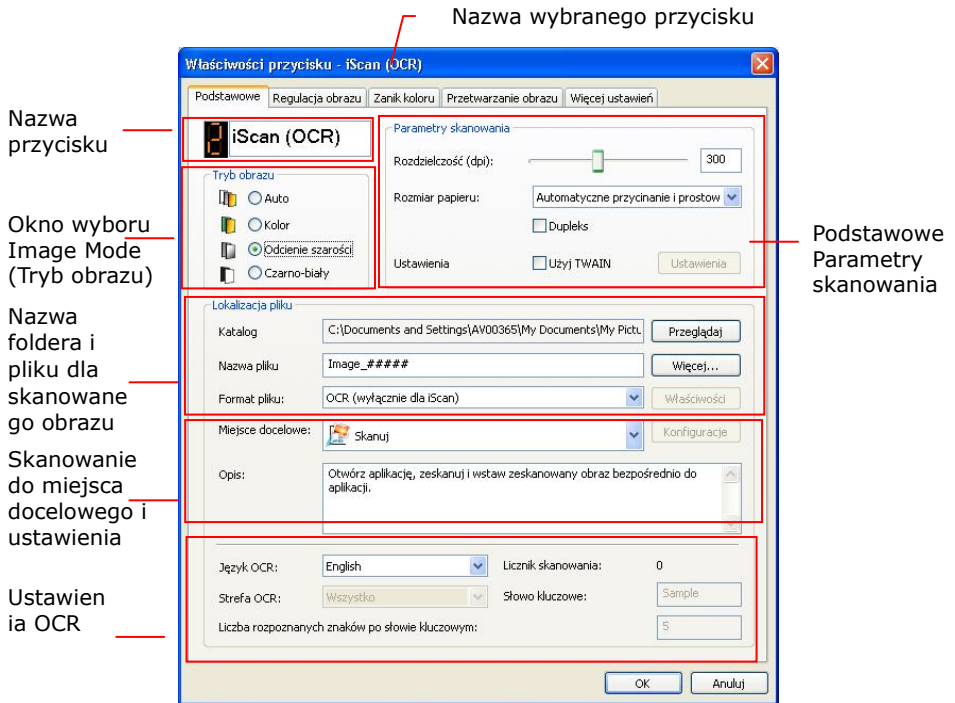 Nazwa wybranego przycisku
Właściwości przycisku - iScan (OCR)
Podstawowe Regulacja obrazu Zanik koloru Przetwarzanie obrazu Więcej ustawień
Nazwa
przycisku
2 iScan (OCR)
Tryb obrazu
Auto
Kolor
Odcienie szarości
Czarno-biały
Okno wyboru
Image Mode
(Tryb obrazu)
Parametry skanowania
Rozdzielczość (dpi): 300
Rozmiar papieru: Automatyczne przycinanie i prostow
Dupleks
Ustawienia Użyj TWAIN Ustawienia
Podstawowe
Parametry
skanowania
Nazwa
foldera i
pliku dla
skanowane
go obrazu
Lokalizacja pliku
Katalog C:\Documents and Settings\AV00365\My Documents\My Pictu Przeglądaj
Nazwa pliku Image_##### Więcej...
Format pliku: OCR (wyłącznie dla iScan) Właściwości
Skanowanie
do miejsca
docelowego i
ustawienia
Miejsce docelowe: Skanuj Konfiguracje
Opis: Otwórz aplikację, zeskanuj i wstaw zeskanowany obraz bezpośrednio do
aplikacji.
Ustawien
ia OCR
Język OCR: English Licznik skanowania: 0
Strefa OCR: Wszystko Słowo kluczowe: Sample
Liczba rozpoznanych znaków po słowie kluczowym: 5
OK Anuluj